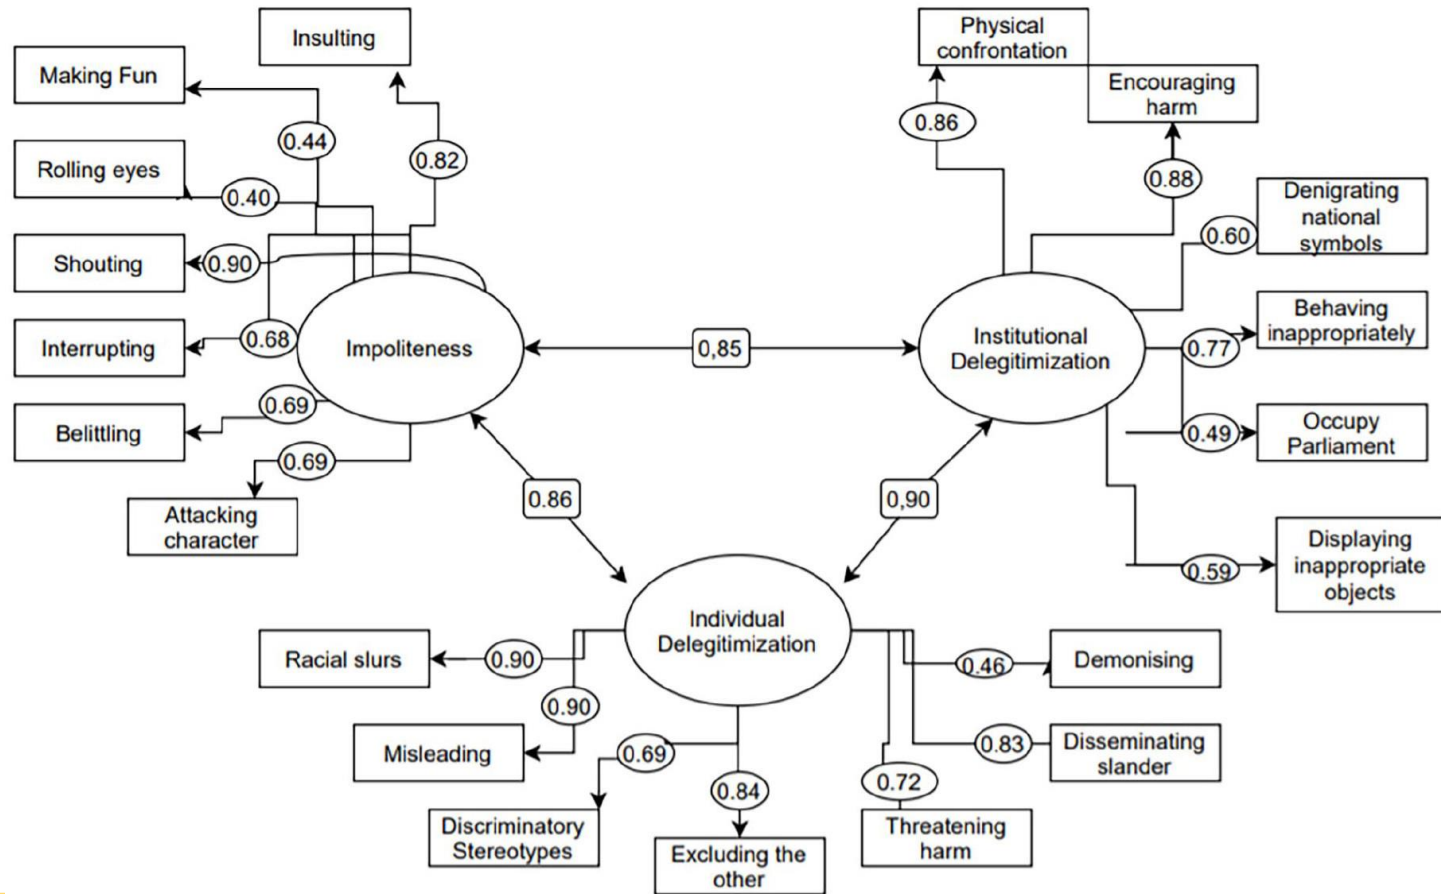 Insulting
Making Fun
0.44
0.82
Rolling eyes
0.40
Shouting
0.90
Interrupting
0.68
Impoliteness
Belittling
0.69
0.69
Attacking
character
0,85
Physical
confrontation
Encouraging
harm
0.86
0.88
Denigrating
national
symbols
0.60
Institutional
Delegitimization
Behaving
inappropriately
0.77
Occupy
Parliament
0.49
Displaying
inappropriate
objects
0.59
0.86
0,90
Individual
Delegitimization
Racial slurs
0.90
0.90
Misleading
0.69
Discriminatory
Stereotypes
0.84
Excluding the
other
0.72
Threatening
harm
0.46
Demonising
0.83
Disseminating
slander